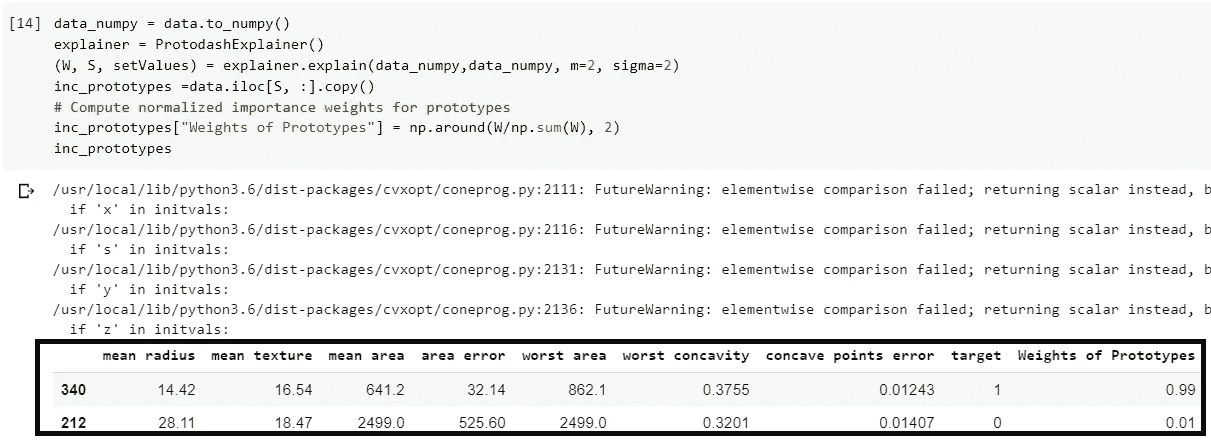 [14] data_numpy = data.to_numpy()
explainer = ProtodashExplainer()
(W, S, setValues) = explainer.explain(data_numpy,data_numpy, m=2, sigma=2)
inc_prototypes =data.iloc[S, :].copy()
# Compute normalized importance weights for prototypes
inc_prototypes["Weights of Prototypes"] = np.around(W/np.sum(W), 2)
inc_prototypes
/usr/local/lib/python3.6/dist-packages/cvxopt/coneprog.py:2111: FutureWarning: elementwise comparison failed; returning scalar instead, b
if 'x' in initvals:
/usr/local/lib/python3.6/dist-packages/cvxopt/coneprog.py:2116: FutureWarning: elementwise comparison failed; returning scalar instead, b
if 's' in initvals:
/usr/local/lib/python3.6/dist-packages/cvxopt/coneprog.py:2131: FutureWarning: elementwise comparison failed; returning scalar instead, b
if 'y' in initvals:
/usr/local/lib/python3.6/dist-packages/cvxopt/coneprog.py:2136: FutureWarning: elementwise comparison failed; returning scalar instead, b
if 'z' in initvals:
mean radius mean texture mean area area error worst area worst concavity concave points error target Weights of Prototypes
340 14.42 16.54 641.2 32.14 862.1 0.3755 0.01243 1 0.99
212 28.11 18.47 2499.0 525.60 2499.0 0.3201 0.01407 0 0.01